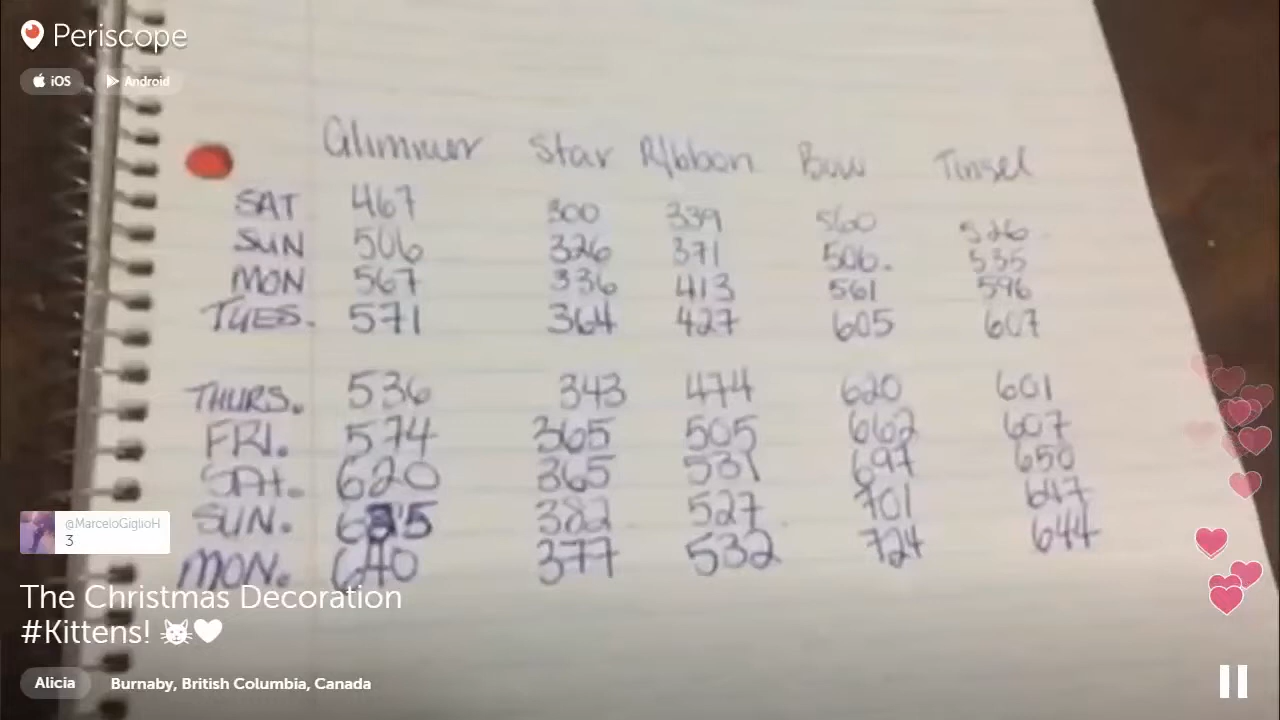 Periscope
iOS Android
Glimmer Star Ribbon Bow Tinsel
SAT 467 300 339 560 526
SUN 506 326 371 506.
535
MON 567 336 413 561 596
TUES. 571 364 427 605 607
THURS. 536 343 474 620 601
FRI. 574 365 505 662 607
SAT. 620 365 531 697 650
SUN. 635 382 527 701 647
MON. 640 377 532 724 644
@MarceloGiglioH
3
The Christmas Decoration
#Kittens!
Alicia Burnaby, British Columbia, Canada